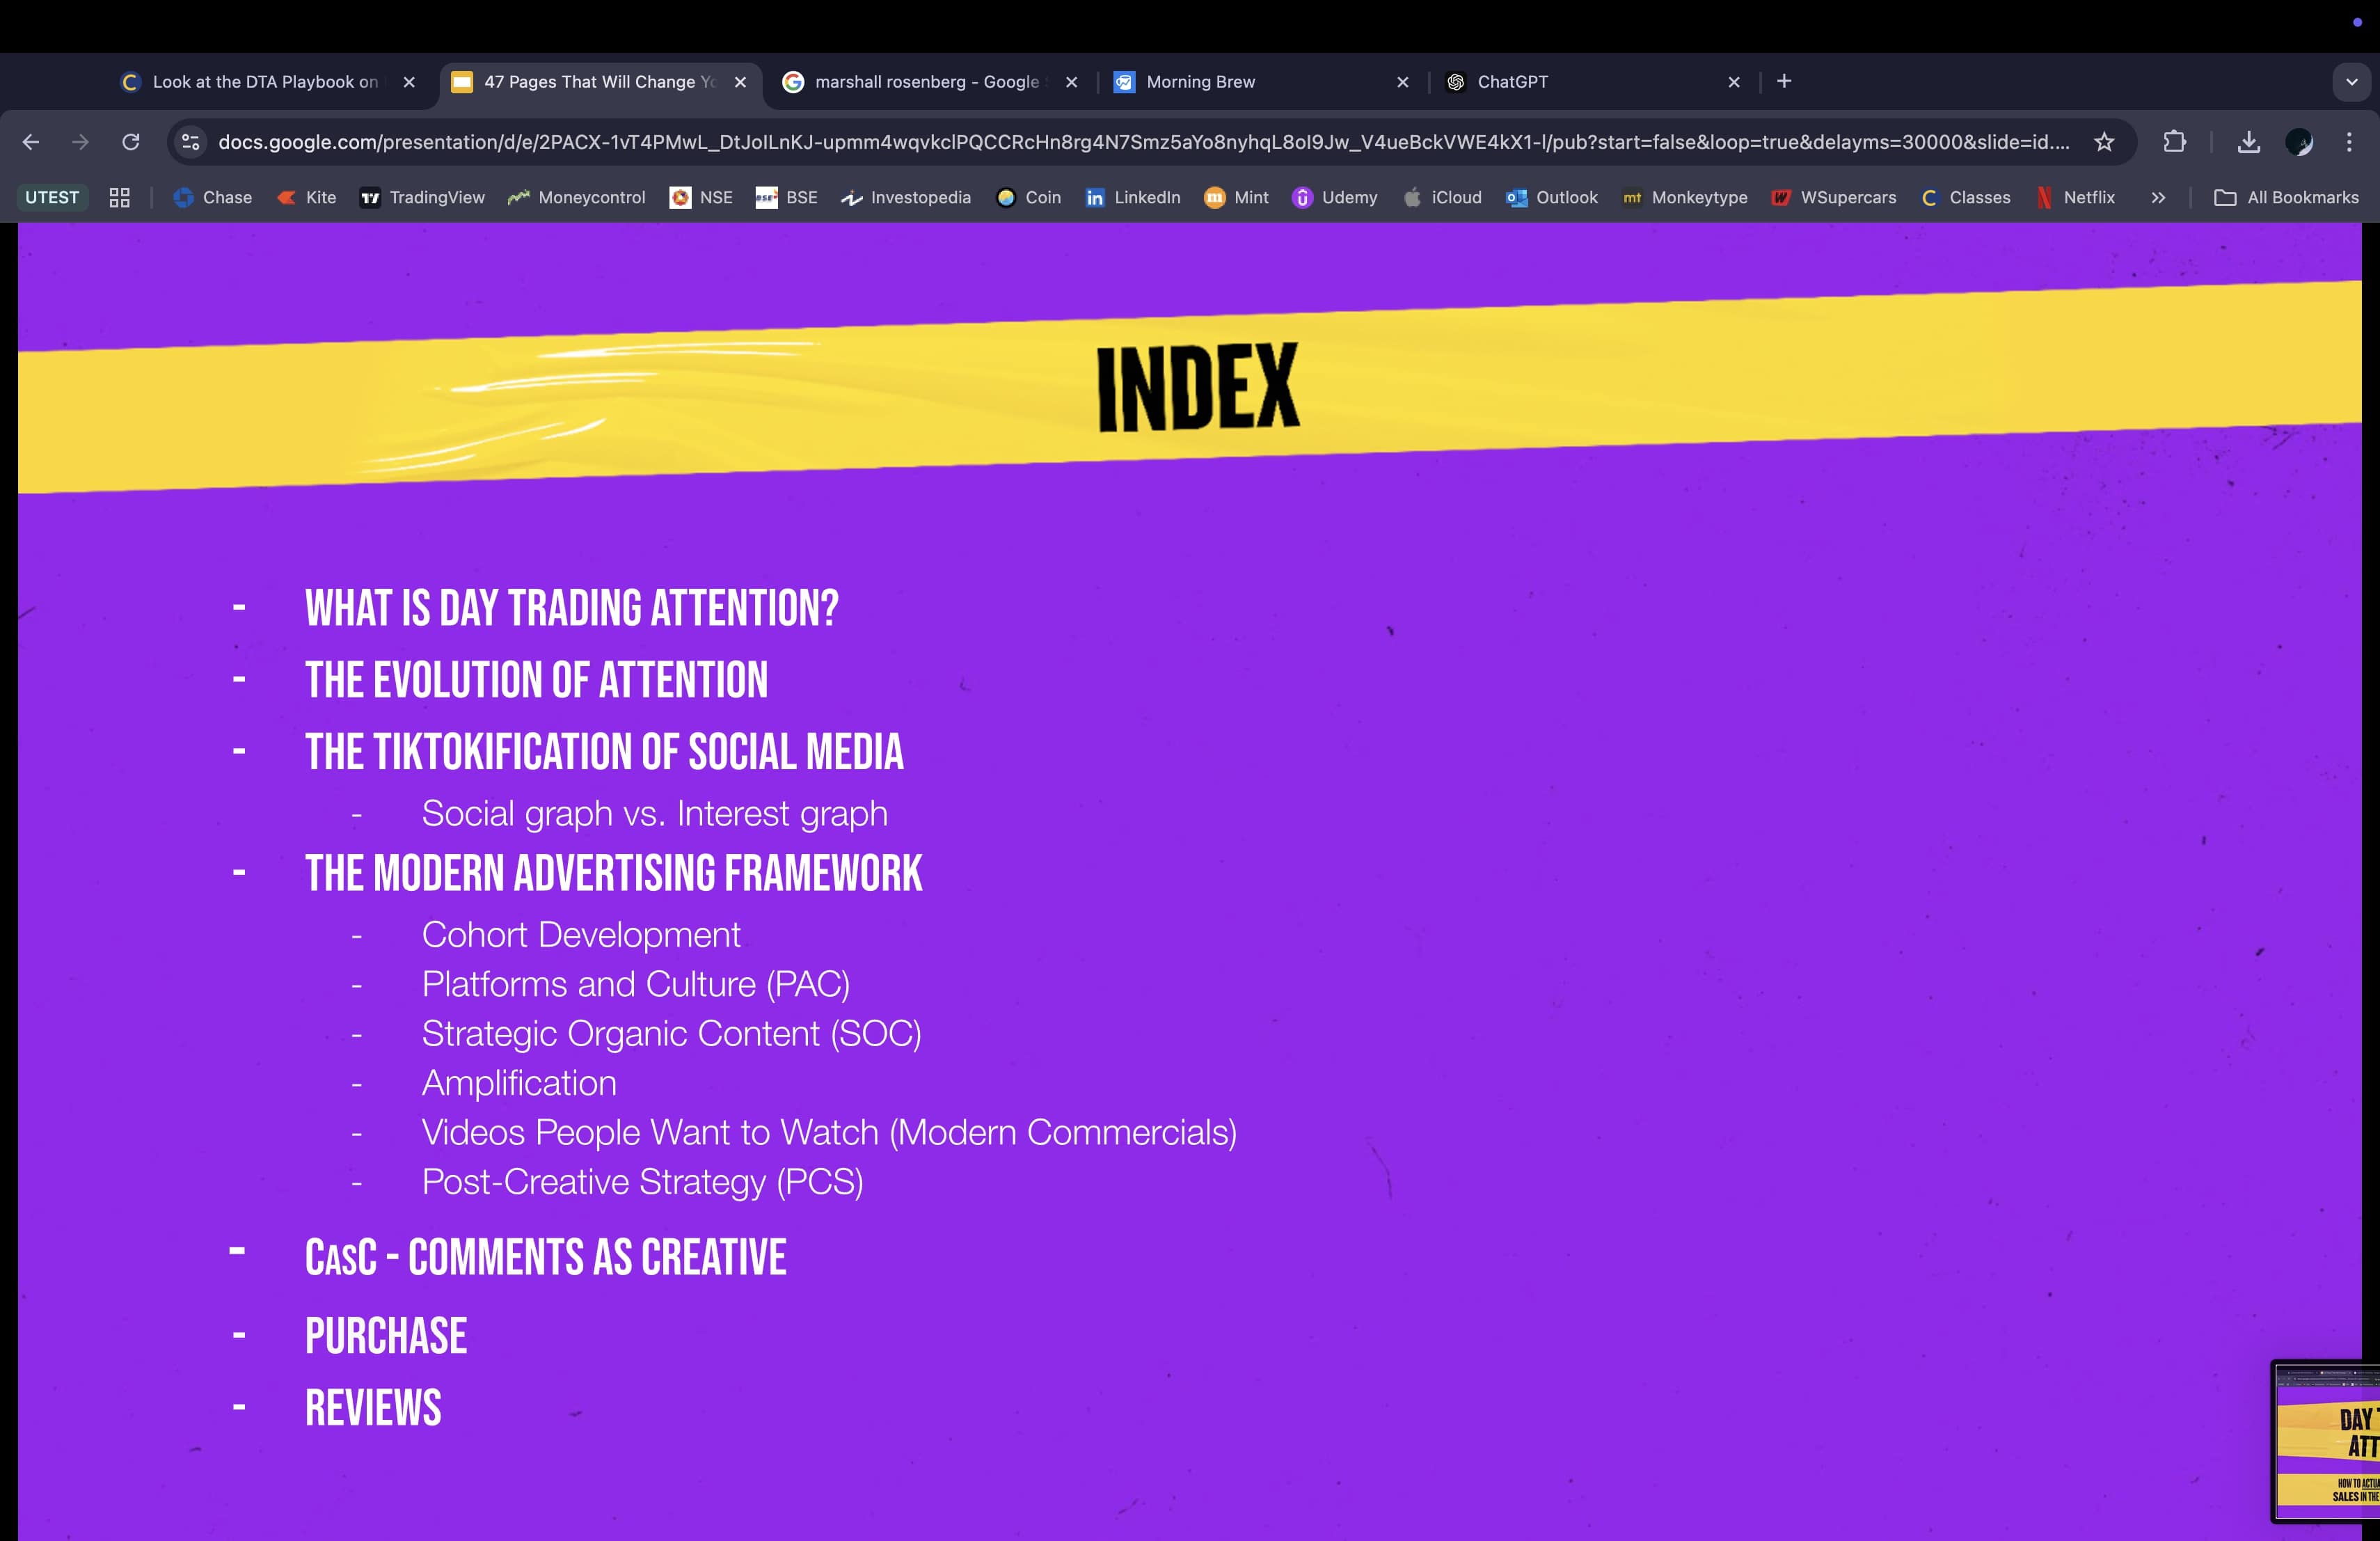 Look at the DTA Playbook on
47 Pages That Will Change Yo
marshall rosenberg - Google
Morning Brew
ChatGPT
docs.google.com/presentation/d/e/2PACX-1vT4PMwL_DtJoILnKJ-upmm4wqvkclPQCCRcHn8rg4N7Smz5aYo8nyhqL8oI9Jw_V4ueBckVWE4kX1-l/pub?start=false&loop=true&delayms=30000&slide=id....
UTEST Chase Kite TradingView Moneycontrol NSE BSE Investopedia Coin LinkedIn Mint Udemy iCloud Outlook Monkeytype WSupercars Classes Netflix All Bookmarks
INDEX
- WHAT IS DAY TRADING ATTENTION?
- THE EVOLUTION OF ATTENTION
- THE TIKTOKIFICATION OF SOCIAL MEDIA
- Social graph vs. Interest graph
- THE MODERN ADVERTISING FRAMEWORK
- Cohort Development
- Platforms and Culture (PAC)
- Strategic Organic Content (SOC)
- Amplification
- Videos People Want to Watch (Modern Commercials)
- Post-Creative Strategy (PCS)
- CASC - COMMENTS AS CREATIVE
- PURCHASE
- REVIEWS
DAY
ATT
HOW TO ACTUA
SALES IN THE